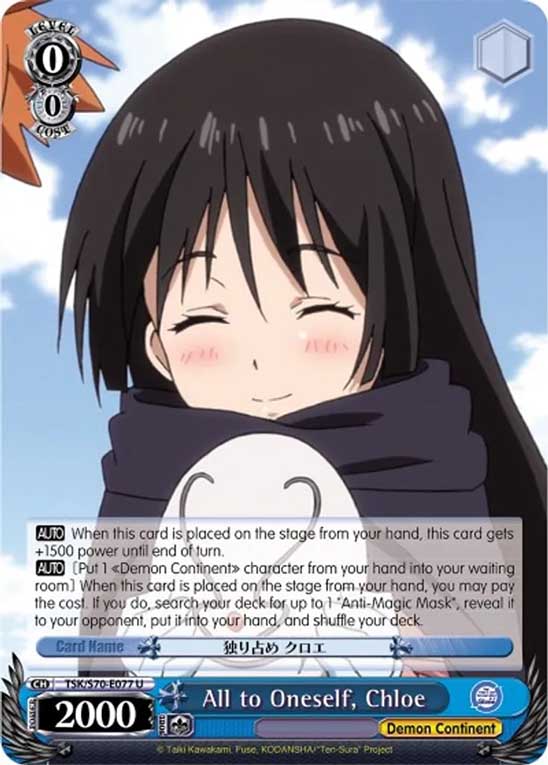 LEVEL
0
0
COST
AUTO When this card is placed on the stage from your hand, this card gets
+1500 power until end of turn.
AUTO [Put 1 «Demon Continent» character from your hand into your waiting
room] When this card is placed on the stage from your hand, you may pay
the cost. If you do, search your deck for up to 1 "Anti-Magic Mask", reveal it
to your opponent, put it into your hand, and shuffle your deck.
Card Name 独り占め クロエ
CH TSK/S70-E077 U
POWER 2000 SOUL All to Oneself, Chloe
Demon Continent
© Taiki Kawakami, Fuse, KODANSHA/"Ten-Sura" Project